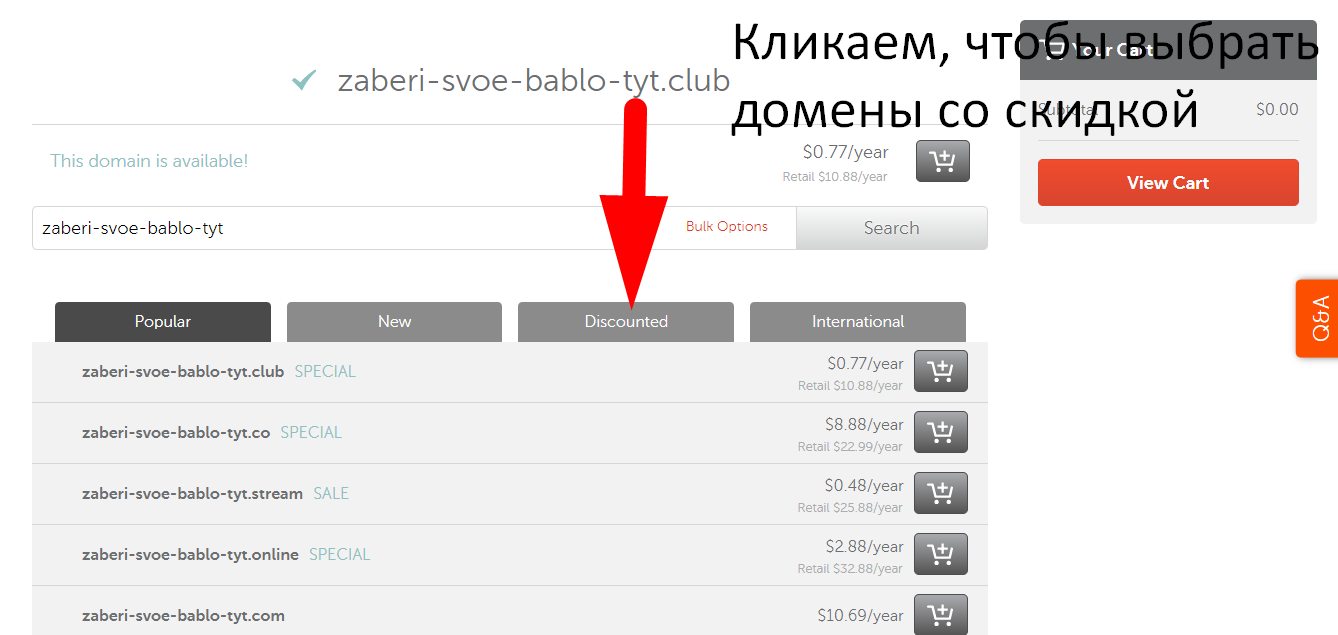 Кликаем, чтобы выбрать
домены со скидкой
Your Cart
Subtotal
$0.00
View Cart
zaberi-svoe-bablo-tyt.club
This domain is available!
$0.77/year
Retail $10.88/year
zaberi-svoe-bablo-tyt
Bulk Options
Search
Popular
New
Discounted
International
zaberi-svoe-bablo-tyt.club SPECIAL
$0.77/year
Retail $10.88/year
zaberi-svoe-bablo-tyt.co SPECIAL
$8.88/year
Retail $22.99/year
zaberi-svoe-bablo-tyt.stream SALE
$0.48/year
Retail $25.88/year
zaberi-svoe-bablo-tyt.online SPECIAL
$2.88/year
Retail $32.88/year
zaberi-svoe-bablo-tyt.com
$10.69/year
Q&A